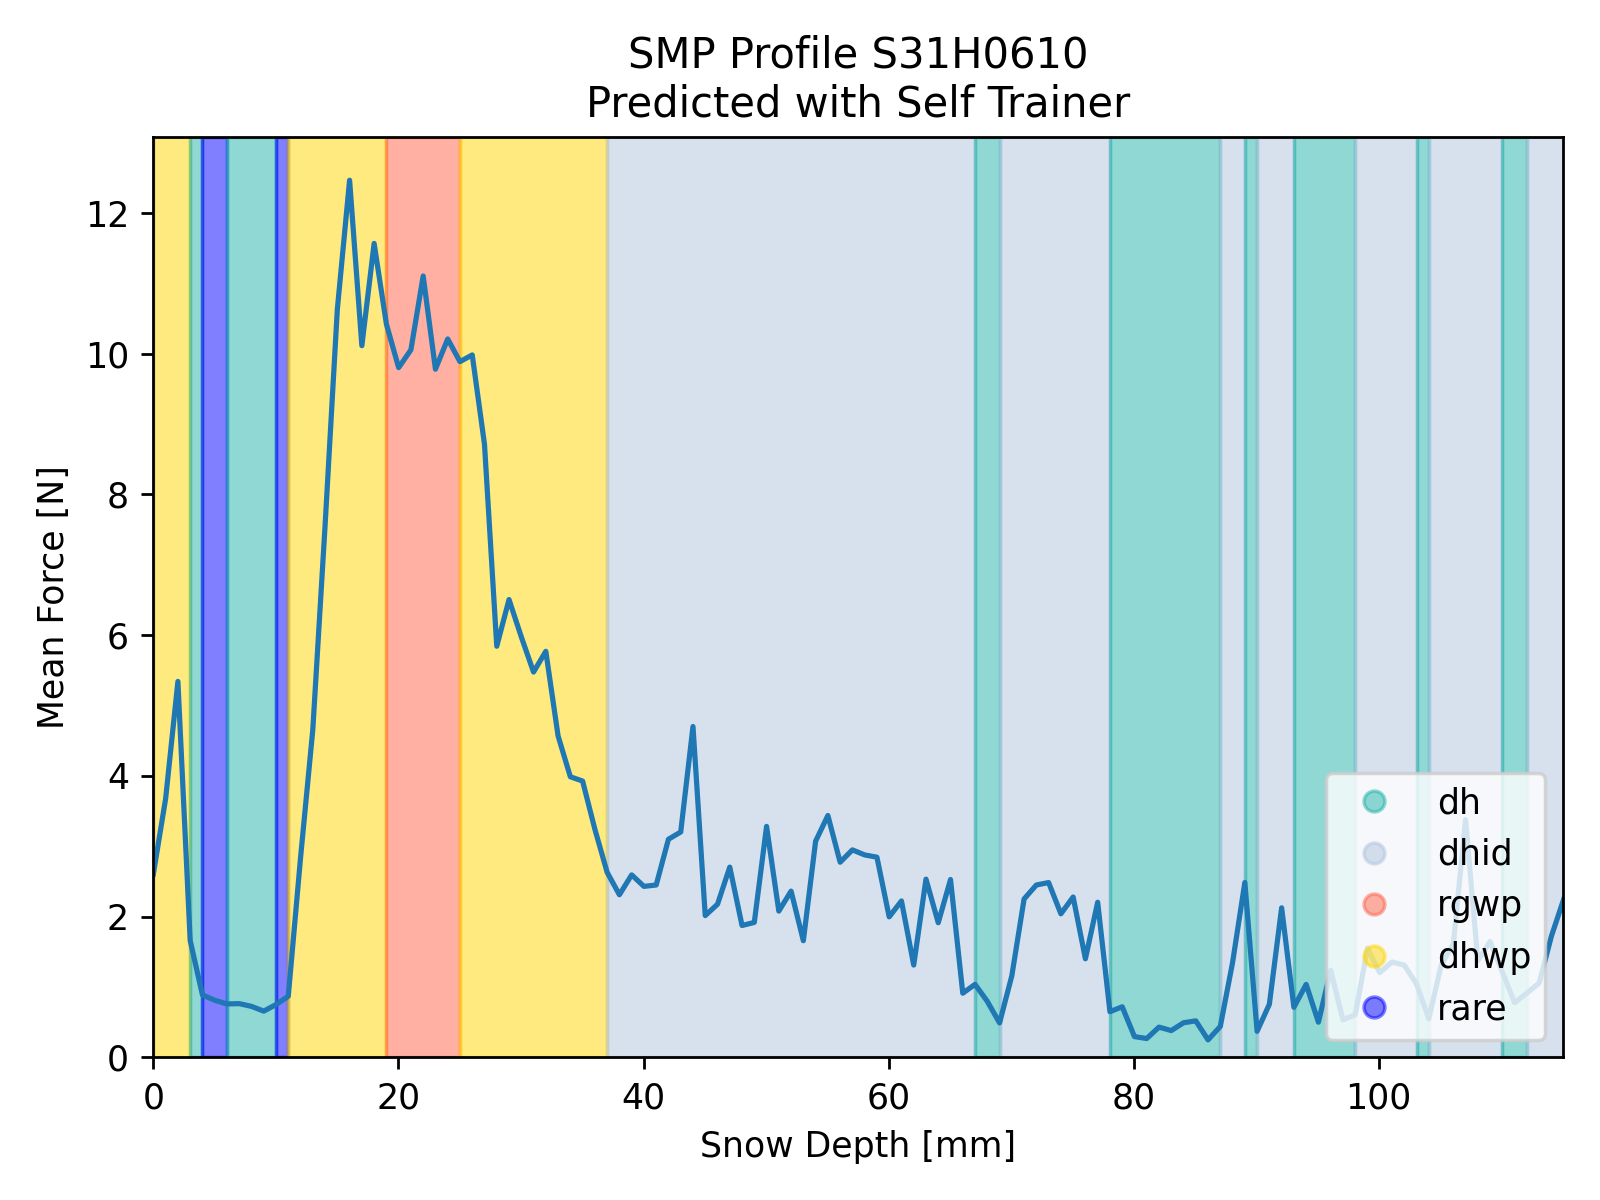 SMP Profile S31H0610
Predicted with Self Trainer
Mean Force [N]
12
10
8
6
4
2
0
0 20 40 60 80 100
Snow Depth [mm]
dh
dhid
rgwp
dhwp
rare